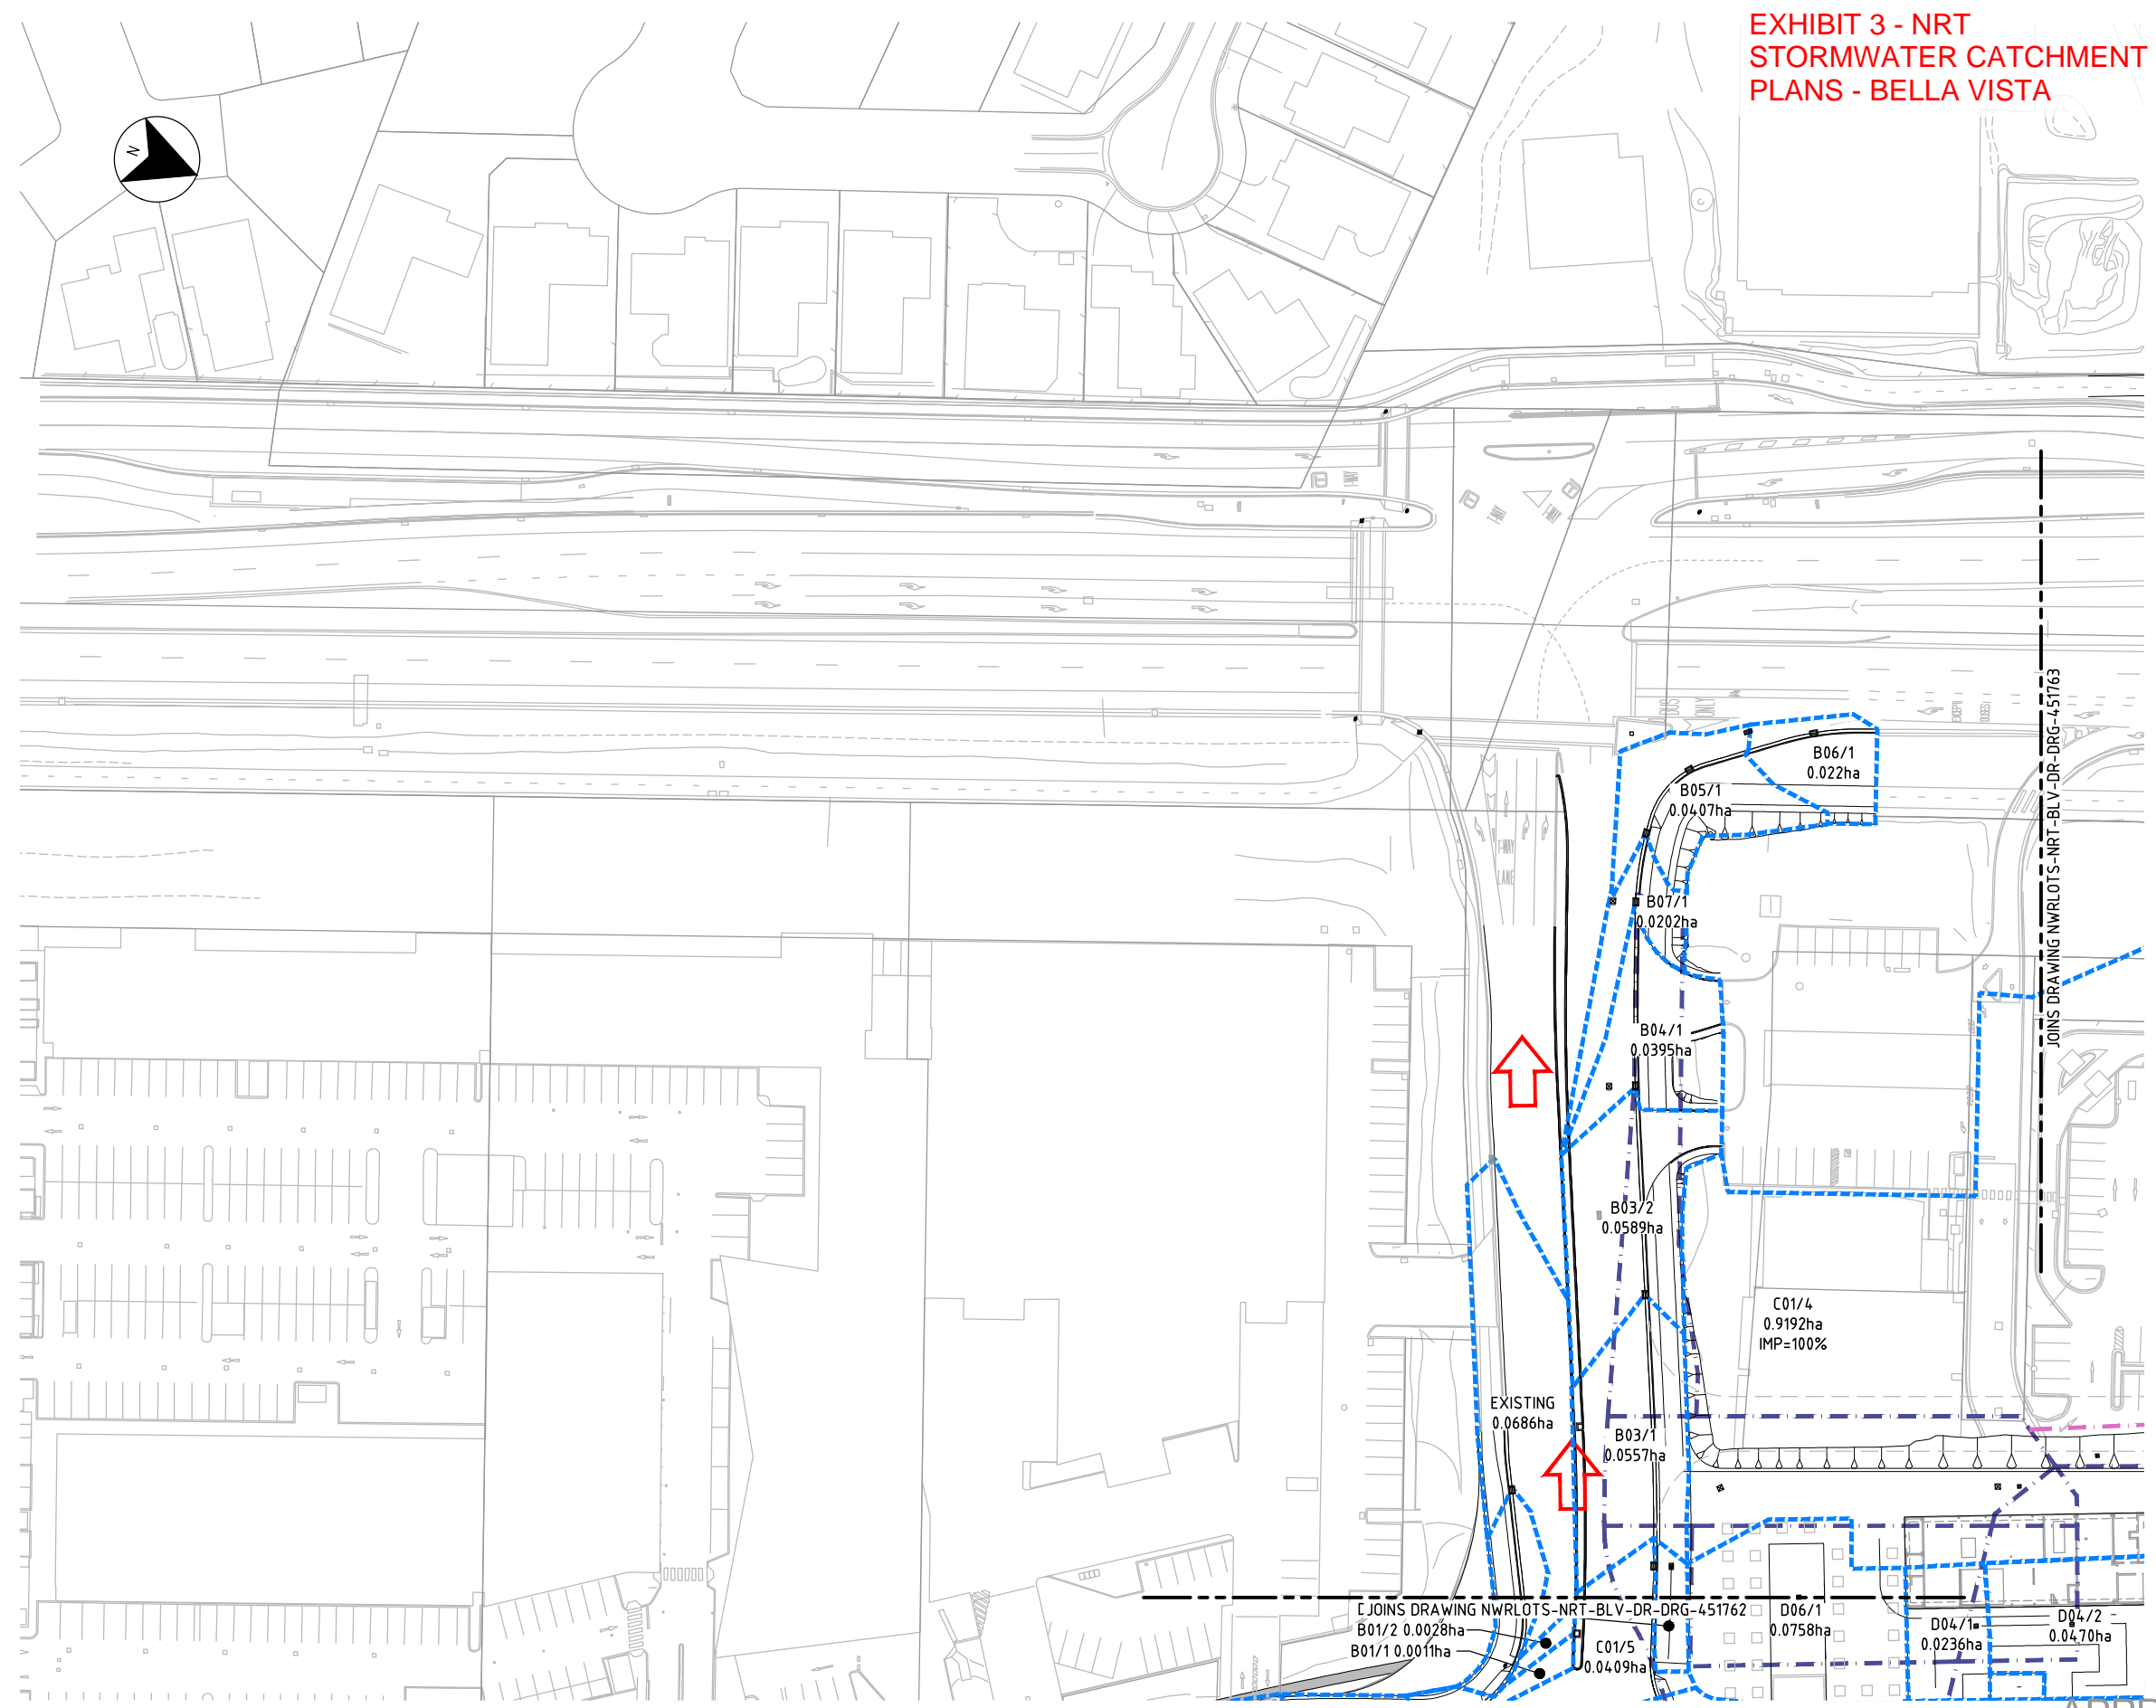 EXHIBIT 3 - NRT
STORMWATER CATCHMENT
PLANS - BELLA VISTA
N
BUS
ONLY
B06/1
0.022ha
B05/1
0.0407ha
T-WAY
LANE
B07/1
0.0202ha
JOINS DRAWING NWRLOTS-NRT-BLV-DR-DRG-451763
B04/1
0.0395ha
B03/2
0.0589ha
C01/4
0.9192ha
IMP=100%
EXISTING
0.0686ha
B03/1
0.0557ha
JOINS DRAWING NWRLOTS-NRT-BLV-DR-DRG-451762
B01/2 0.0028ha
B01/1 0.0011ha
C01/5
0.0409ha
D06/1
0.0758ha
D04/1
0.0236ha
D04/2
0.0470ha